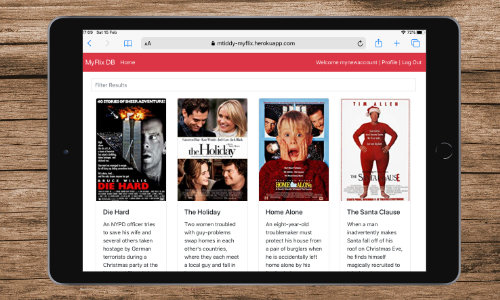 17:09 Sat 15 Feb 72%
AA mtiddy-myflix.herokuapp.com
MyFlix DB Home Welcome mynewaccount | Profile | Log Out
Filter Results
40 STORIES OF SHEER ADVENTURE!
BRUCE WILLIS
DIE HARD
the Holiday
HOME ALONE
TIM ALLEN
THE SANTA CLAUSE
Die Hard
An NYPD offices tries
to save his wife and
several others taken
hostage by German
terrorists during a
Christmas party at the
The Holiday
Two women troubled
with guy-problems
swap homes in each
other's countries,
where they each meet
a local guy and fall in
Home Alone
An eight-year-old
troublemaker must
protect his house from
a pair of burglars when
he is accidentally left
home alone by his
The Santa Clause
When a man
inadvertently makes
Santa fall off of his
roof on Christmas Eve,
he finds himself
magically recruited to